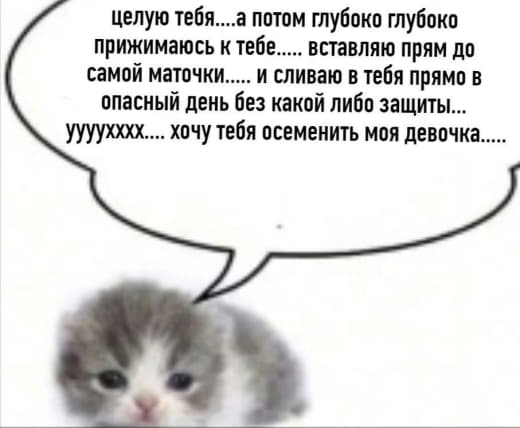 целую тебя....а потом глубоко глубоко
прижимаюсь к тебе..... вставляю прям до
самой маточки..... и сливаю в тебя прямо в
опасный день без какой либо защиты...
уууухххх.... хочу тебя осеменить моя девочка.....